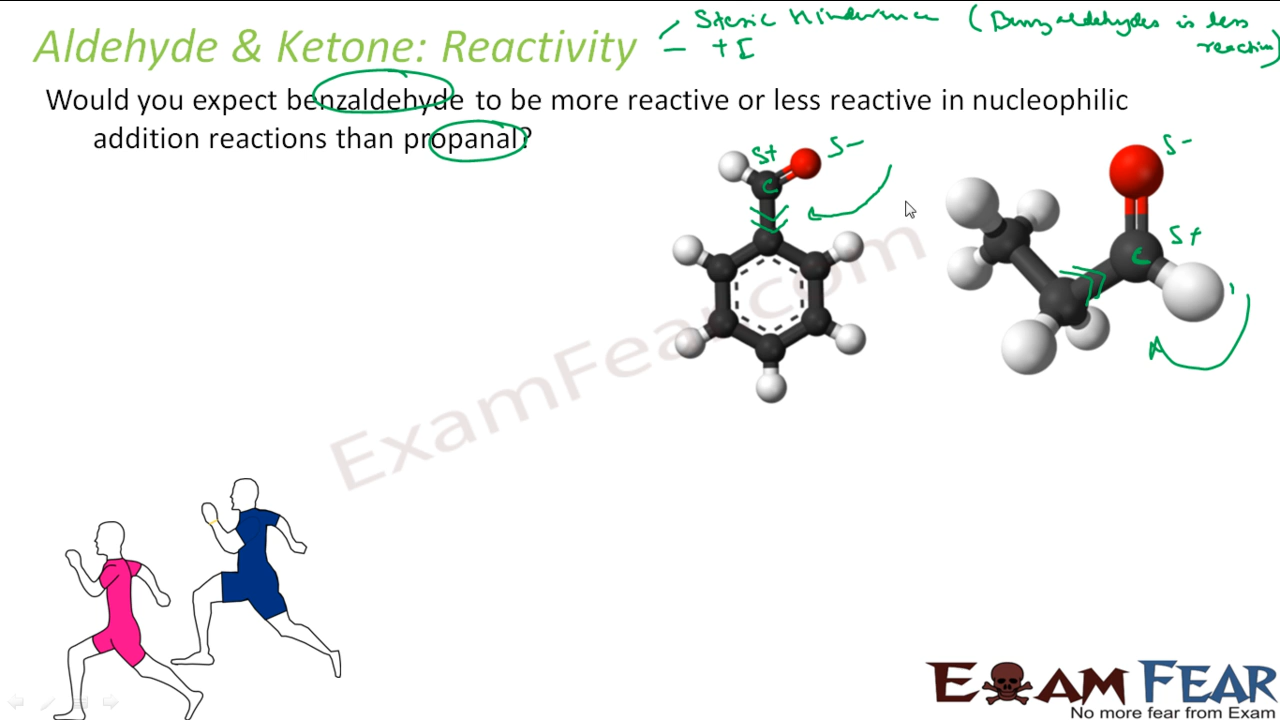 Aldehyde & Ketone: Reactivity
Steric Hinderence (Benzaldehydes is less
reactive)
+I
Would you expect benzaldehyde to be more reactive or less reactive in nucleophilic
addition reactions than propanal?
δ+ δ- δ-
C
δ+
C
ExamFear.com
EXAM FEAR
No more fear from Exam